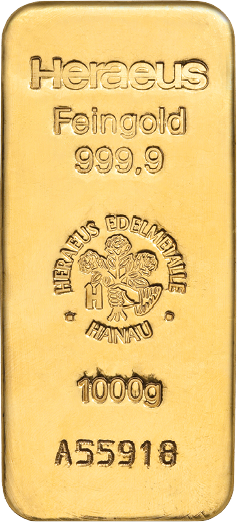 Heraeus
Feingold
999,9
HERAEUS EDELMETALLE
H
HANAU
1000g
A55918